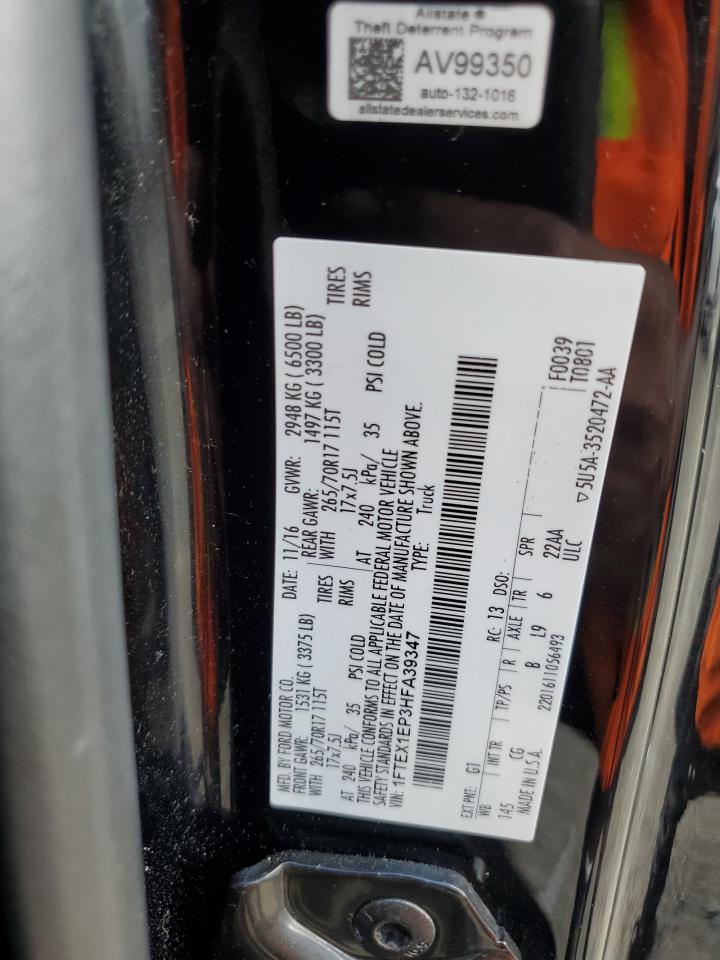 Allstate ®
Theft Deterrent Program
AV99350
auto-132-1016
allstatedealerservices.com
MFD. BY FORD MOTOR CO.
DATE: 11/16 GVWR: 2948 KG ( 6500 LB)
FRONT GAWR: 1531 KG ( 3375 LB) REAR GAWR: 1497 KG ( 3300 LB)
WITH 265/70R17 115T TIRES WITH 265/70R17 115T TIRES
17x7.5J RIMS 17x7.5J RIMS
AT 240 kPa/ 35 PSI COLD AT 240 kPa/ 35 PSI COLD
THIS VEHICLE CONFORMS TO ALL APPLICABLE FEDERAL MOTOR VEHICLE
SAFETY STANDARDS IN EFFECT ON THE DATE OF MANUFACTURE SHOWN ABOVE.
VIN: 1FTEX1EP3HFA39347 TYPE: Truck
EXT PNT: G1 RC: 13 DSO: F0039
WB INT TR TP/PS R AXLE TR SPR T0B01
145 CG B L9 6 22AA
MADE IN U.S.A. 2201611056493 ULC ▽5U5A-3520472-AA